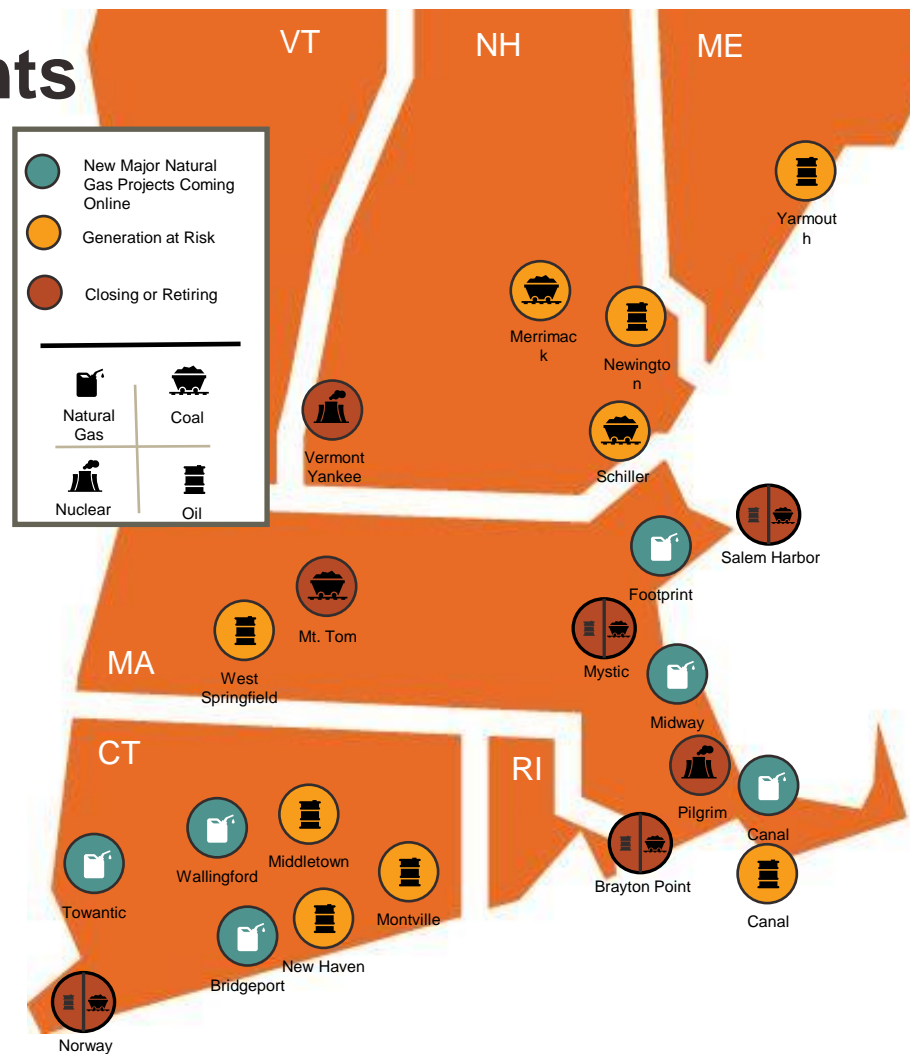 nts
VT
NH
ME
New Major Natural
Gas Projects Coming
Online
Generation at Risk
Closing or Retiring
Natural
Gas
Coal
Nuclear
Oil
Yarmout
h
Merrimac
k
Newingto
n
Vermont
Yankee
Schiller
Salem Harbor
Footprint
Mt. Tom
Mystic
MA
West
Springfield
Midway
CT
RI
Pilgrim
Canal
Wallingford
Middletown
Brayton Point
Towantic
Montville
Canal
New Haven
Bridgeport
Norway